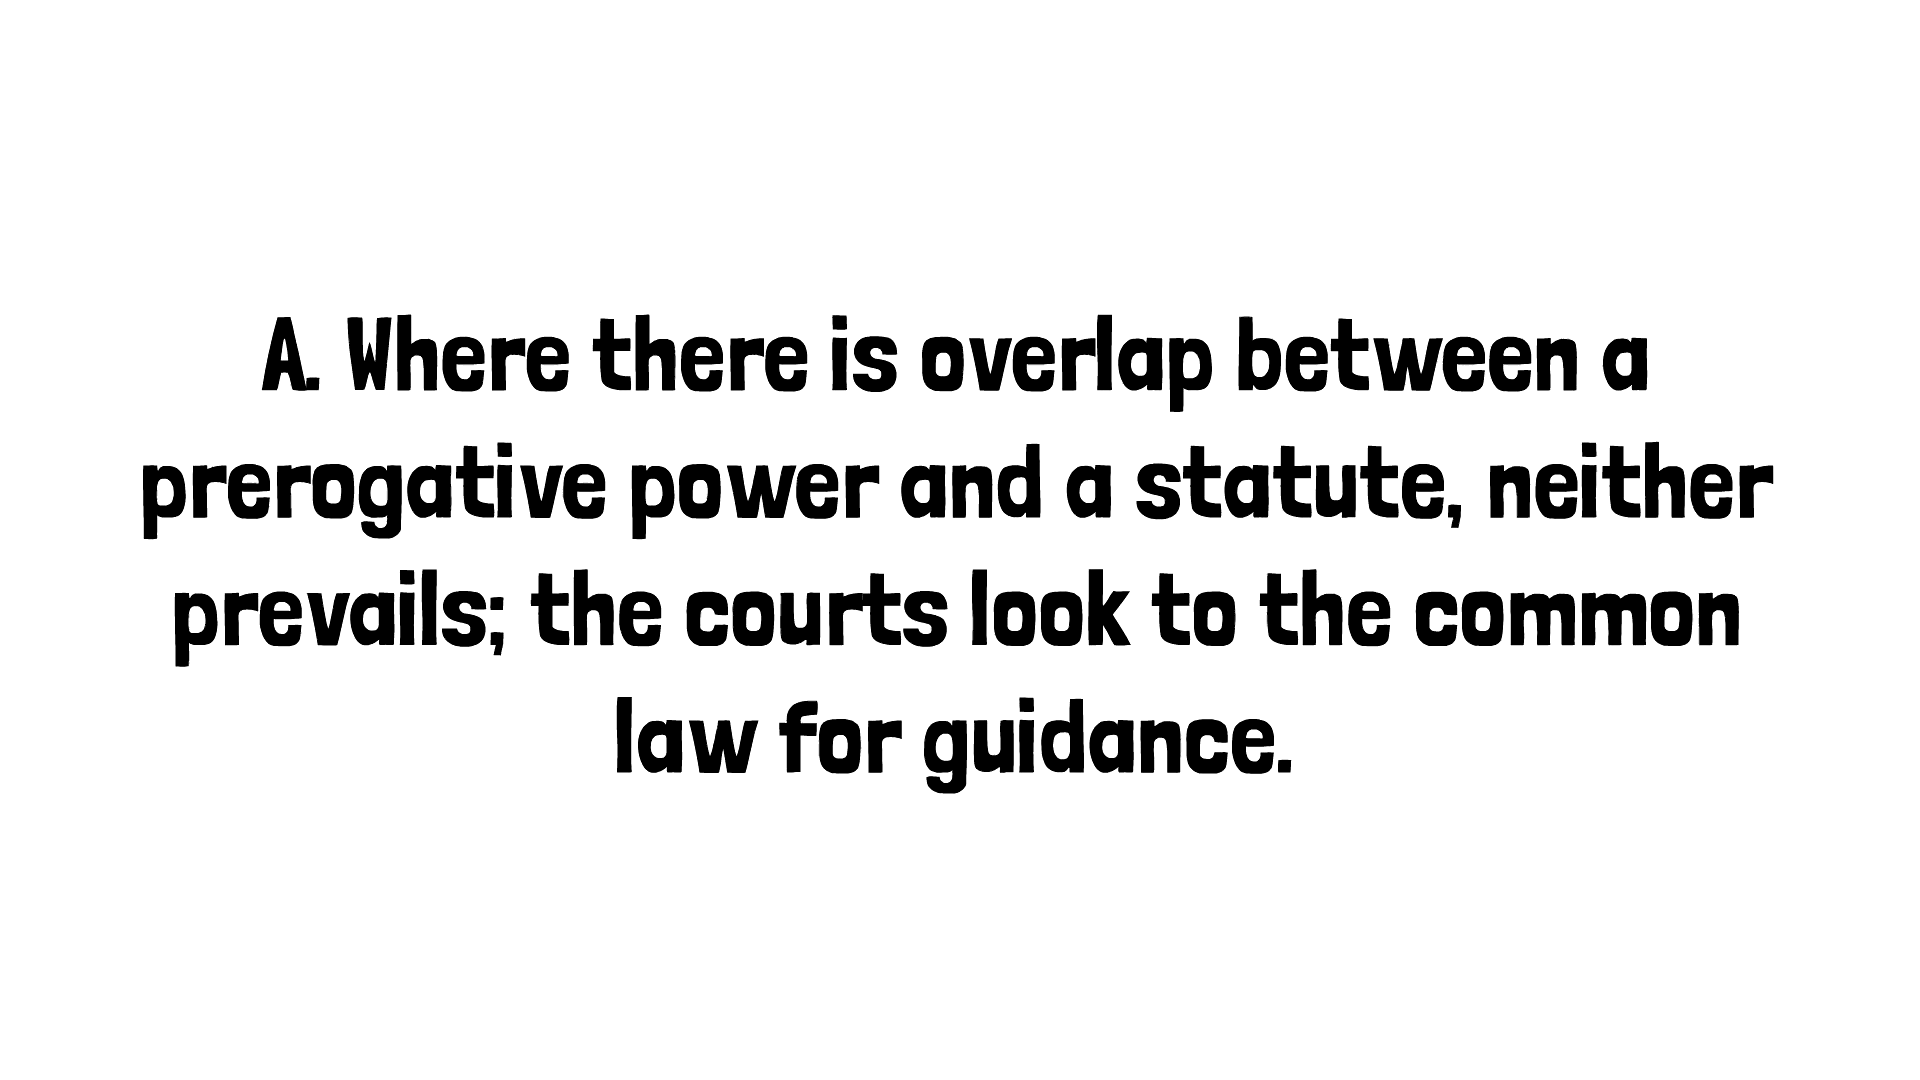 A. Where there is overlap between a
prerogative power and a statute, neither
prevails; the courts look to the common
law for guidance.